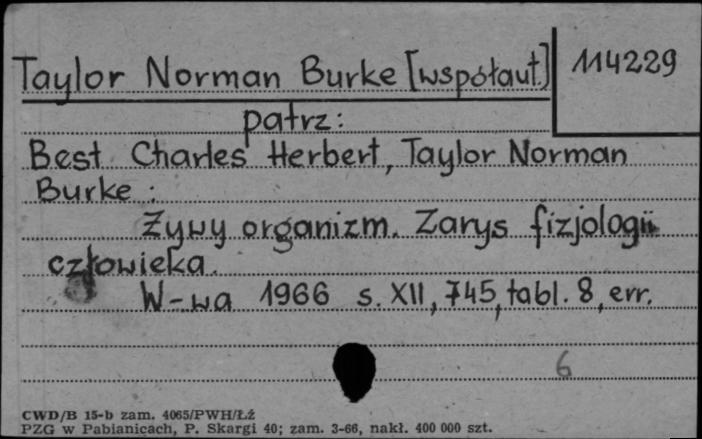 Taylor Norman Burke [współaut.] 114229
patrz:
Best Charles Herbert, Taylor Norman
Burke :
Żywy organizm. Zarys fizjologii
człowieka.
W-wa 1966 s. XII, 745, tabl. 8, err.
6
CWD/B 15-b zam. 4065/PWH/Łż
PZG w Pabianicach, P. Skargi 40; zam. 3-66, nakł. 400 000 szt.